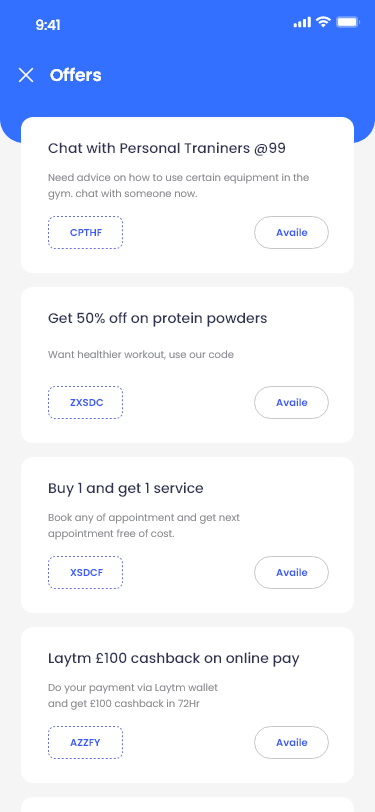 9:41
Offers
Chat with Personal Traniners @99
Need advice on how to use certain equipment in the
gym. chat with someone now.
CPTHF
Availe
Get 50% off on protein powders
Want healthier workout, use our code
ZXSDC
Availe
Buy 1 and get 1 service
Book any of appointment and get next
appointment free of cost.
XSDCF
Availe
Laytm £100 cashback on online pay
Do your payment via Laytm wallet
and get £100 cashback in 72Hr
AZZFY
Availe